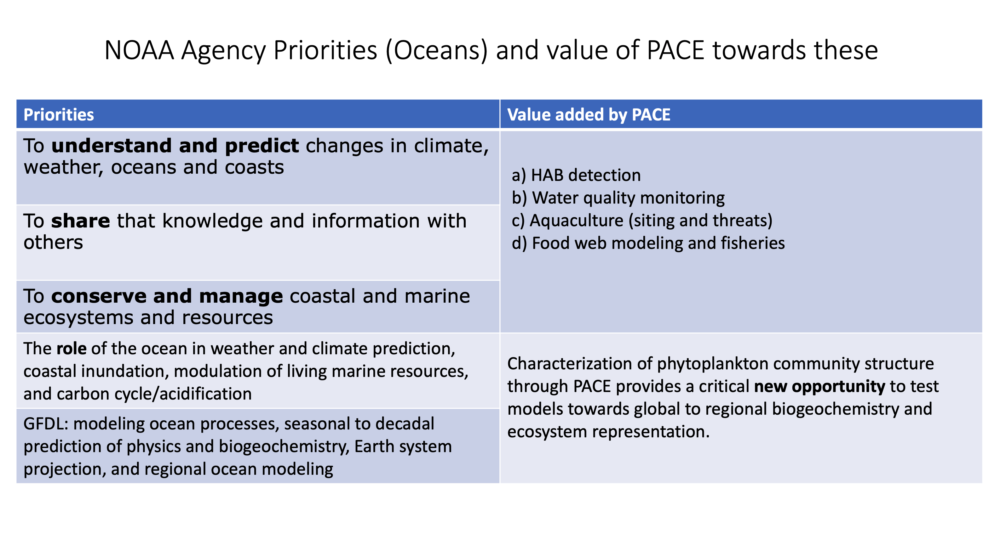 NOAA Agency Priorities (Oceans) and value of PACE towards these
Priorities
Value added by PACE
To understand and predict changes in climate,
weather, oceans and coasts
To share that knowledge and information with
others
To conserve and manage coastal and marine
ecosystems and resources
a) HAB detection
b) Water quality monitoring
c) Aquaculture (siting and threats)
d) Food web modeling and fisheries
The role of the ocean in weather and climate prediction,
coastal inundation, modulation of living marine resources,
and carbon cycle/acidification
GFDL: modeling ocean processes, seasonal to decadal
prediction of physics and biogeochemistry, Earth system
projection, and regional ocean modeling
Characterization of phytoplankton community structure
through PACE provides a critical new opportunity to test
models towards global to regional biogeochemistry and
ecosystem representation.